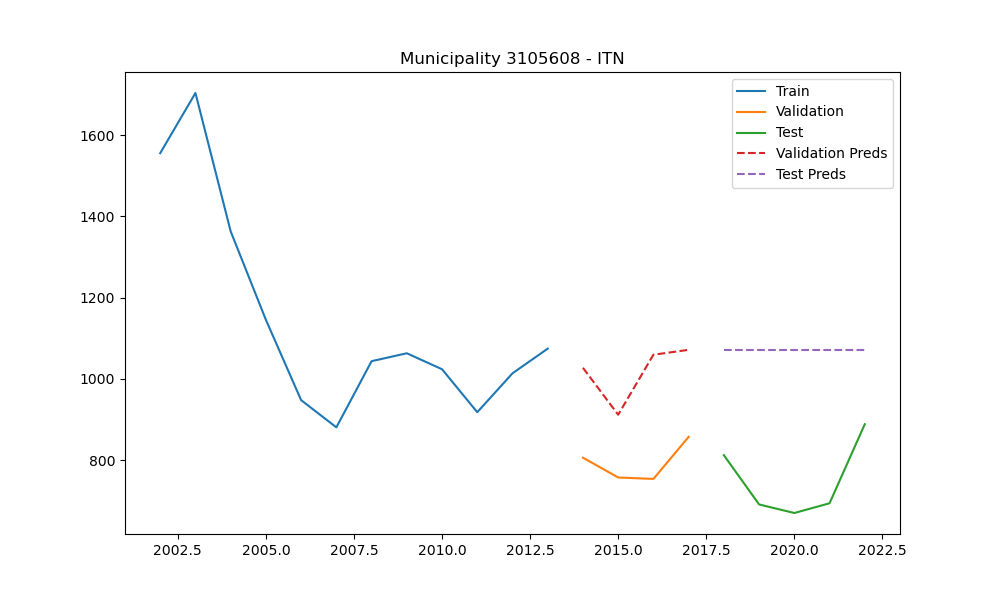 Municipality 3105608 - ITN
Train
Validation
Test
Validation Preds
Test Preds
1600
1400
1200
1000
800
2002.5 2005.0 2007.5 2010.0 2012.5 2015.0 2017.5 2020.0 2022.5